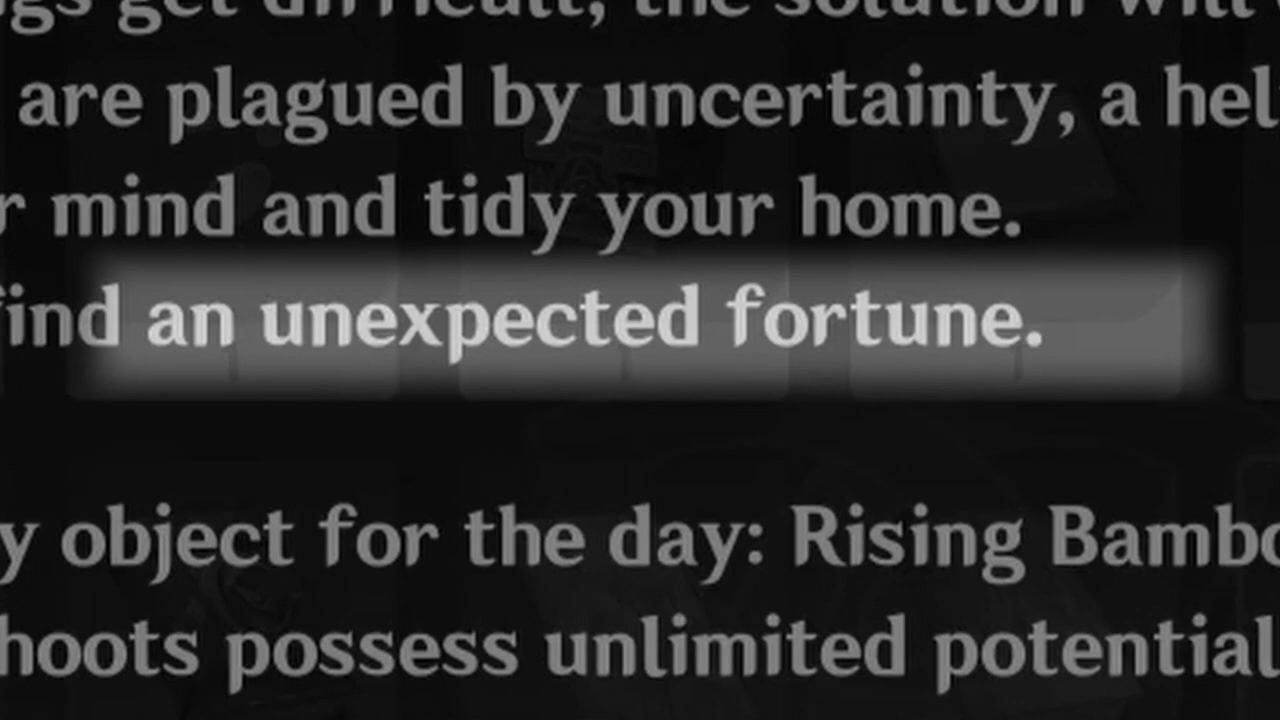 gs get difficult, the solution will
are plagued by uncertainty, a hel
r mind and tidy your home.
find an unexpected fortune.
y object for the day: Rising Bambo
hoots possess unlimited potential